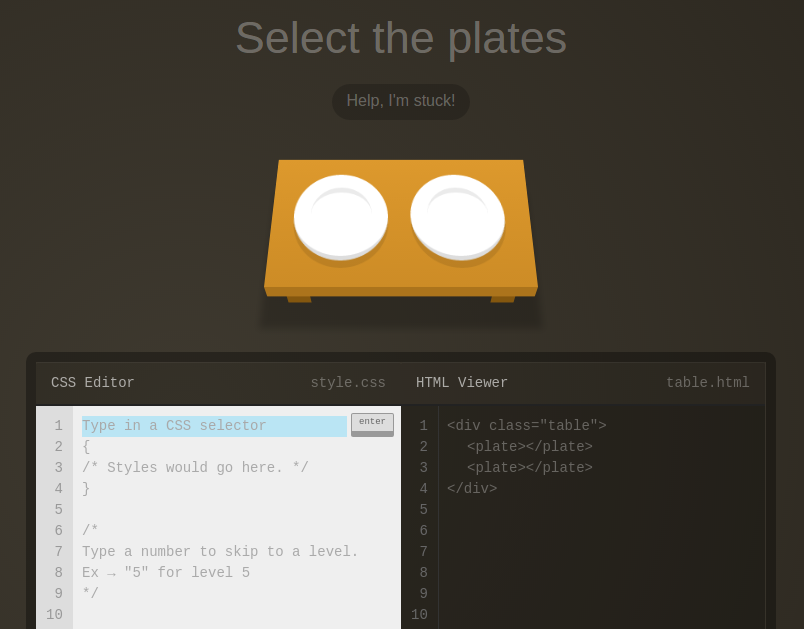 Select the plates
Help, I'm stuck!
CSS Editor style.css
1 Type in a CSS selector enter
2 {
3 /* Styles would go here. */
4 }
5
6 /*
7 Type a number to skip to a level.
8 Ex → "5" for level 5
9 */
10
HTML Viewer table.html
1 <div class="table">
2 <plate></plate>
3 <plate></plate>
4 </div>
5
6
7
8
9
10